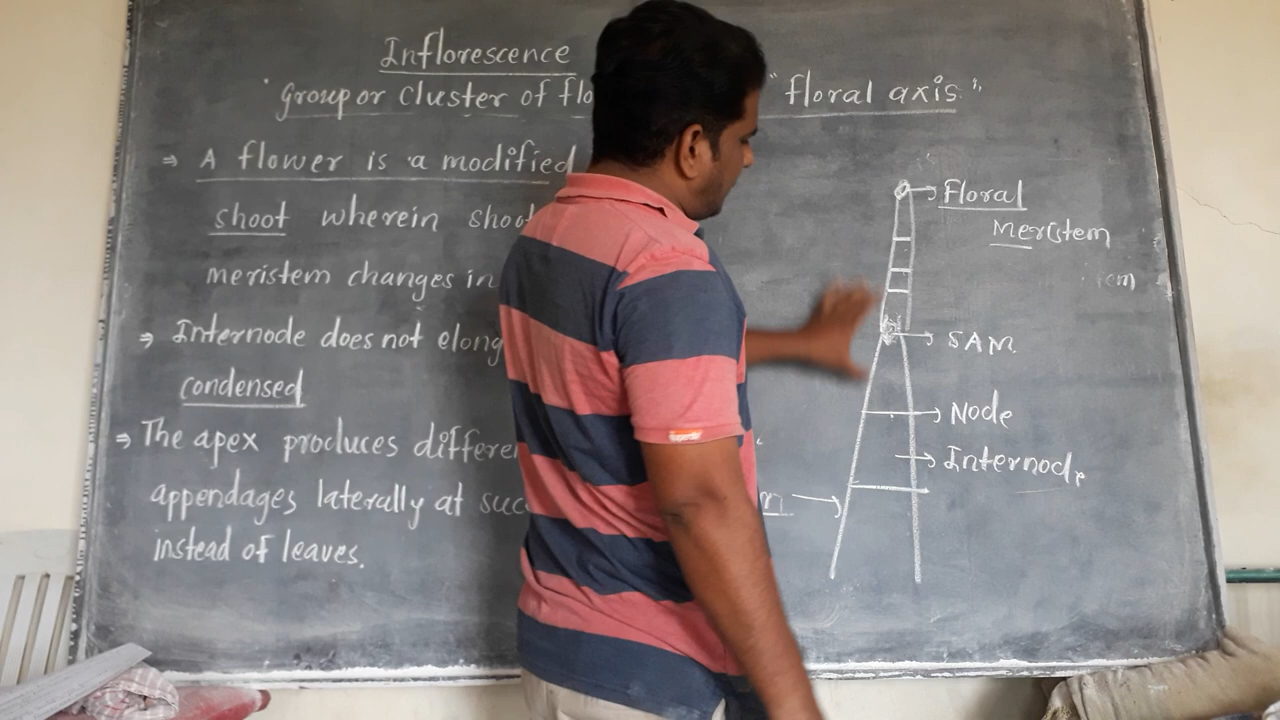 Inflorescence
Group or Cluster of flo "floral axis"
⇒ A flower is a modified
shoot wherein shoot
meristem changes in
⇒ Internode does not elong
condensed
⇒ The apex produces differen
appendages laterally at suc
instead of leaves.
Floral
Meristem
SAM
Node
Internode